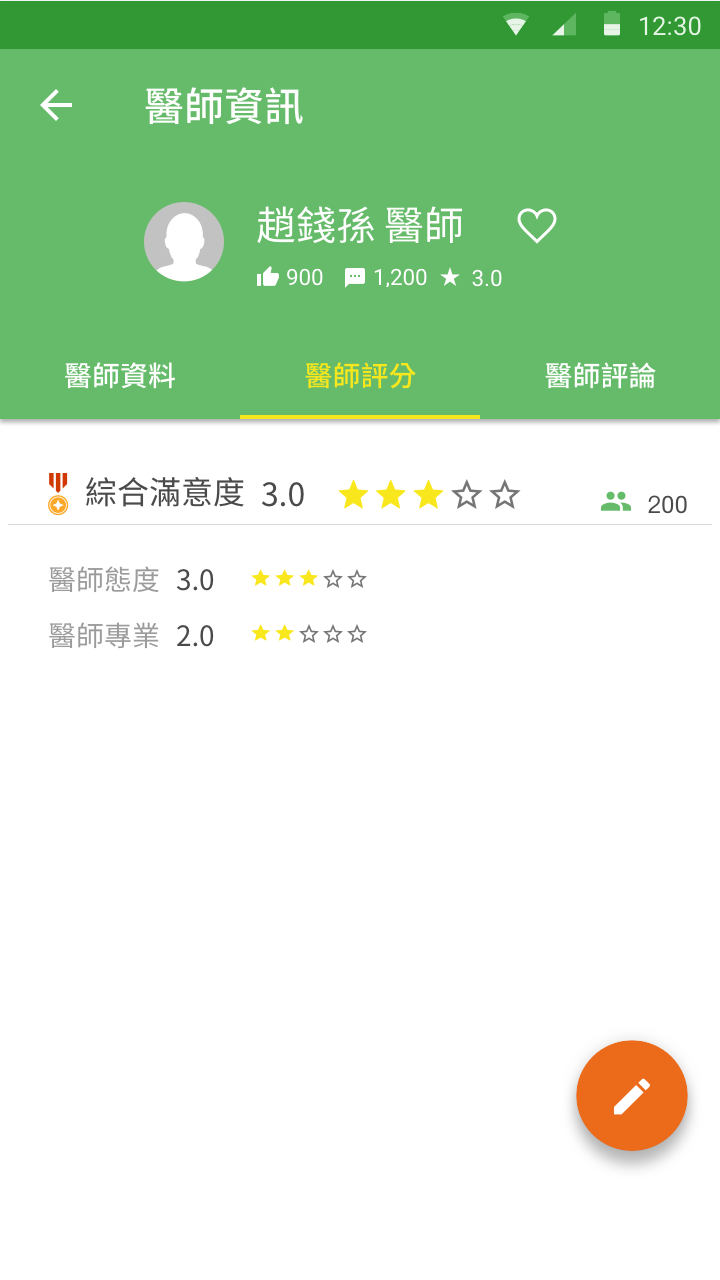 12:30
醫師資訊
趙錢孫 醫師
900 1,200 3.0
醫師資料 醫師評分 醫師評論
綜合滿意度 3.0 200
醫師態度 3.0
醫師專業 2.0